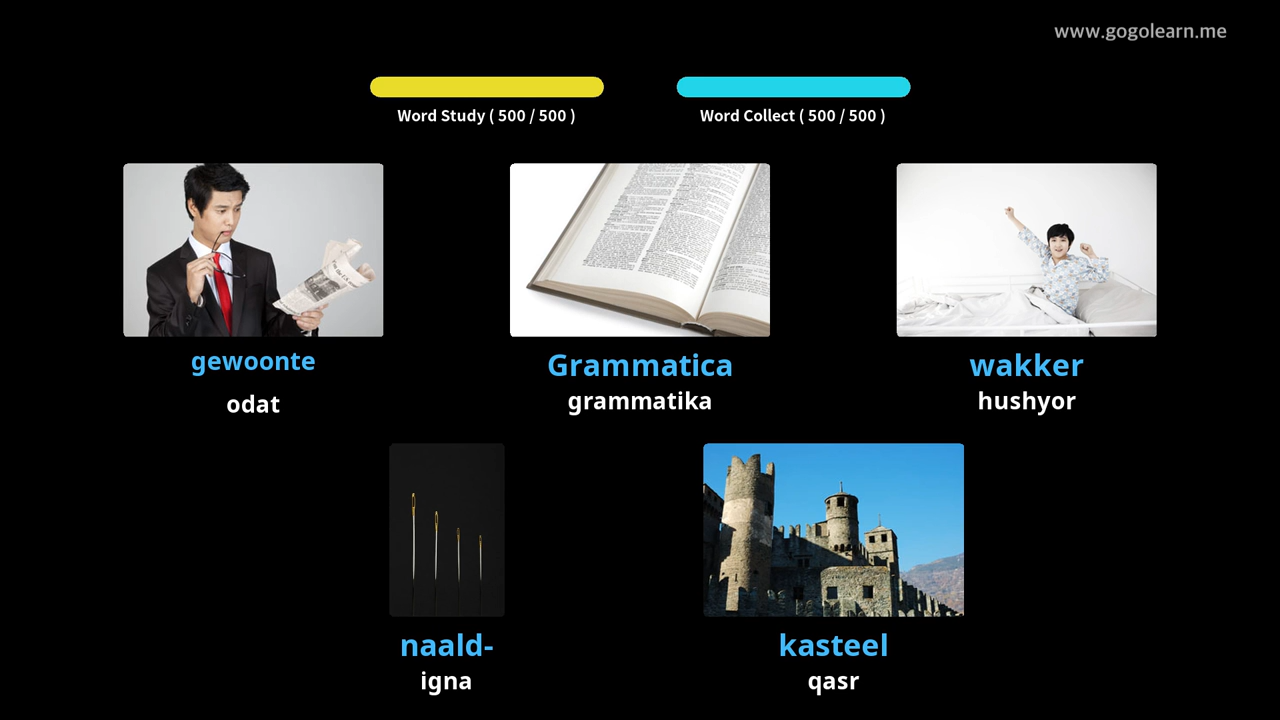 www.gogolearn.me
Word Study ( 500 / 500 )
Word Collect ( 500 / 500 )
gewoonte
odat
Grammatica
grammatika
wakker
hushyor
naald-
igna
kasteel
qasr